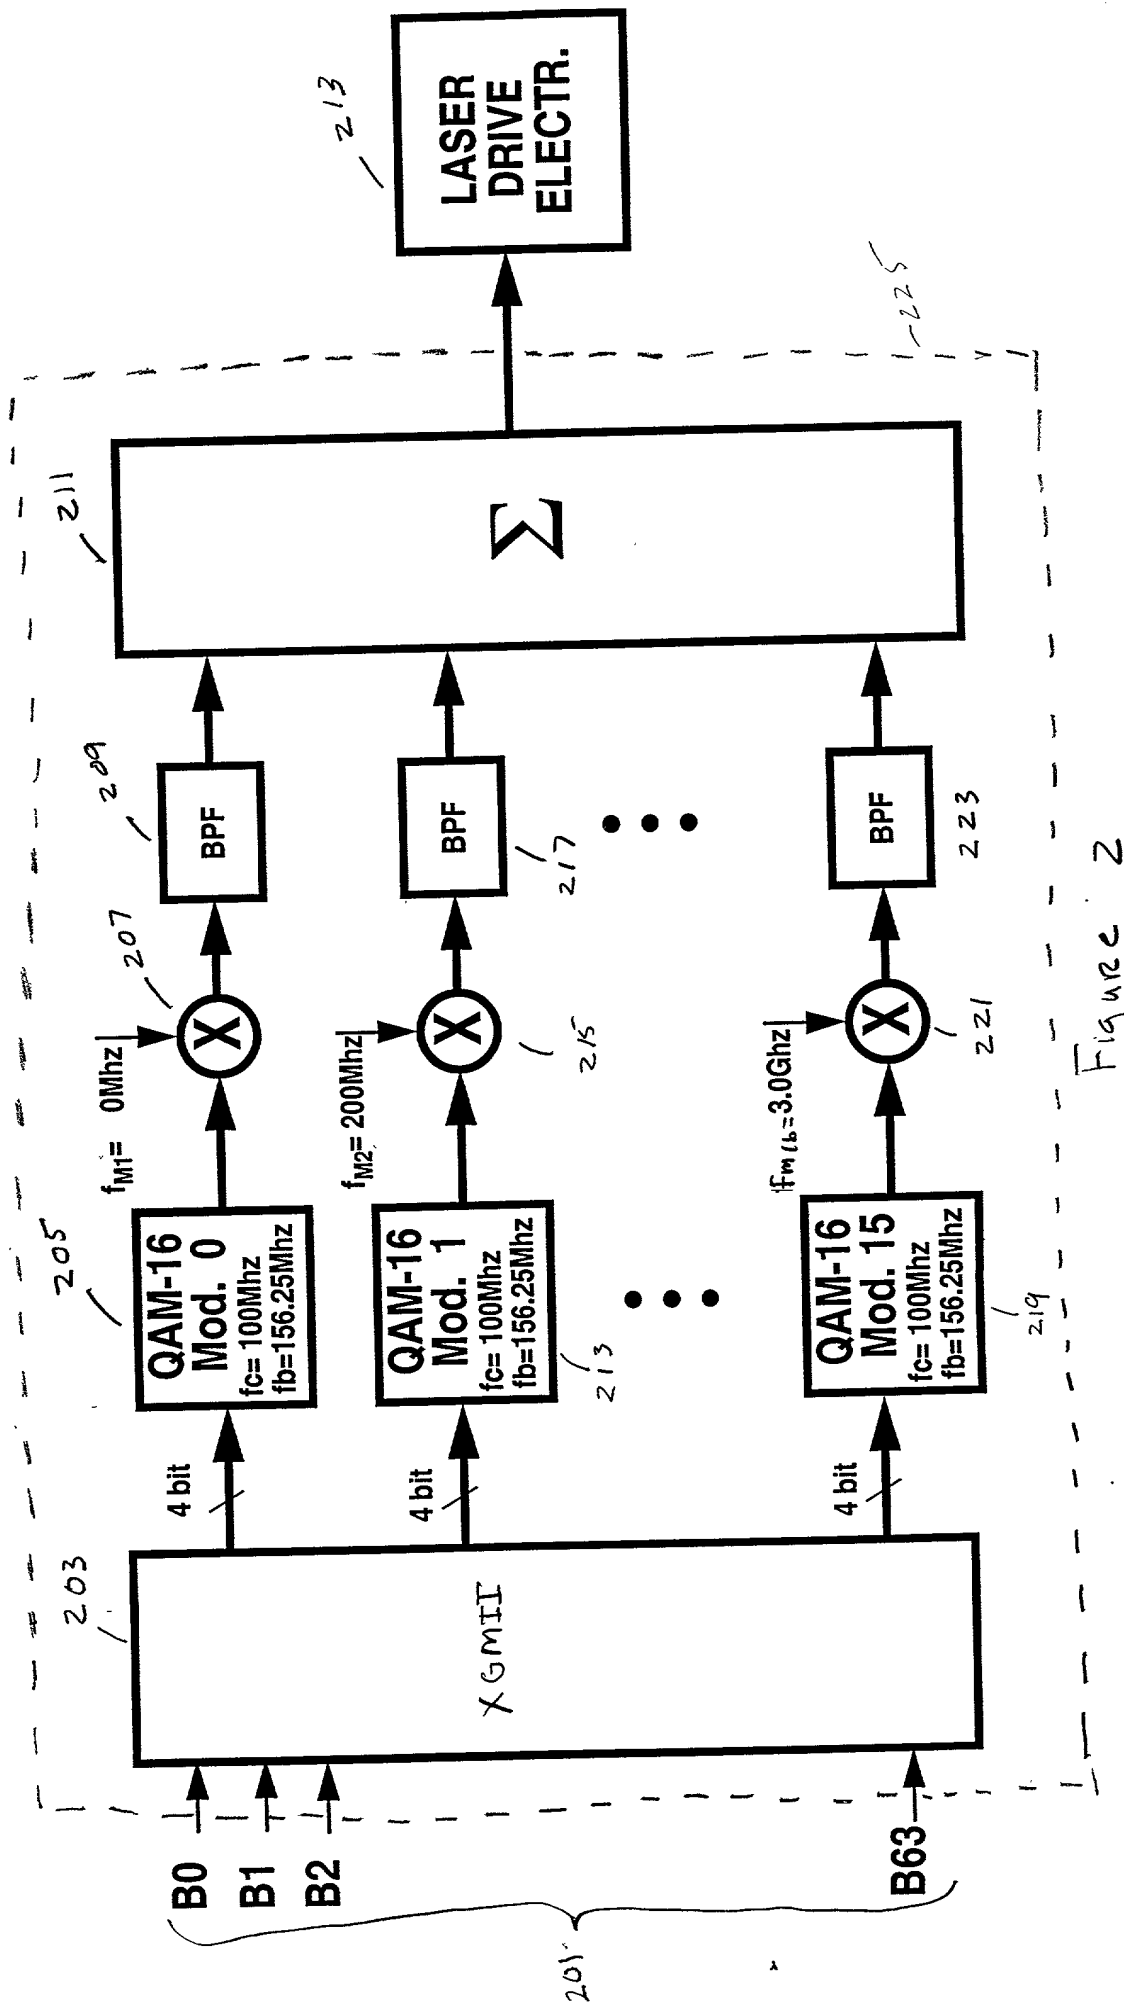 B0
B1
B2
B63
201
203
XGMII
4 bit
4 bit
4 bit
205
QAM-16
Mod. 0
fc= 100Mhz
fb=156.25Mhz
213
QAM-16
Mod. 1
fc= 100Mhz
fb=156.25Mhz
219
QAM-16
Mod. 15
fc= 100Mhz
fb=156.25Mhz
fM1= 0Mhz
207
X
fM2= 200Mhz
215
X
Fm16=3.0Ghz
221
X
209
BPF
217
BPF
223
BPF
211
Σ
225
213
LASER
DRIVE
ELECTR.
Figure 2